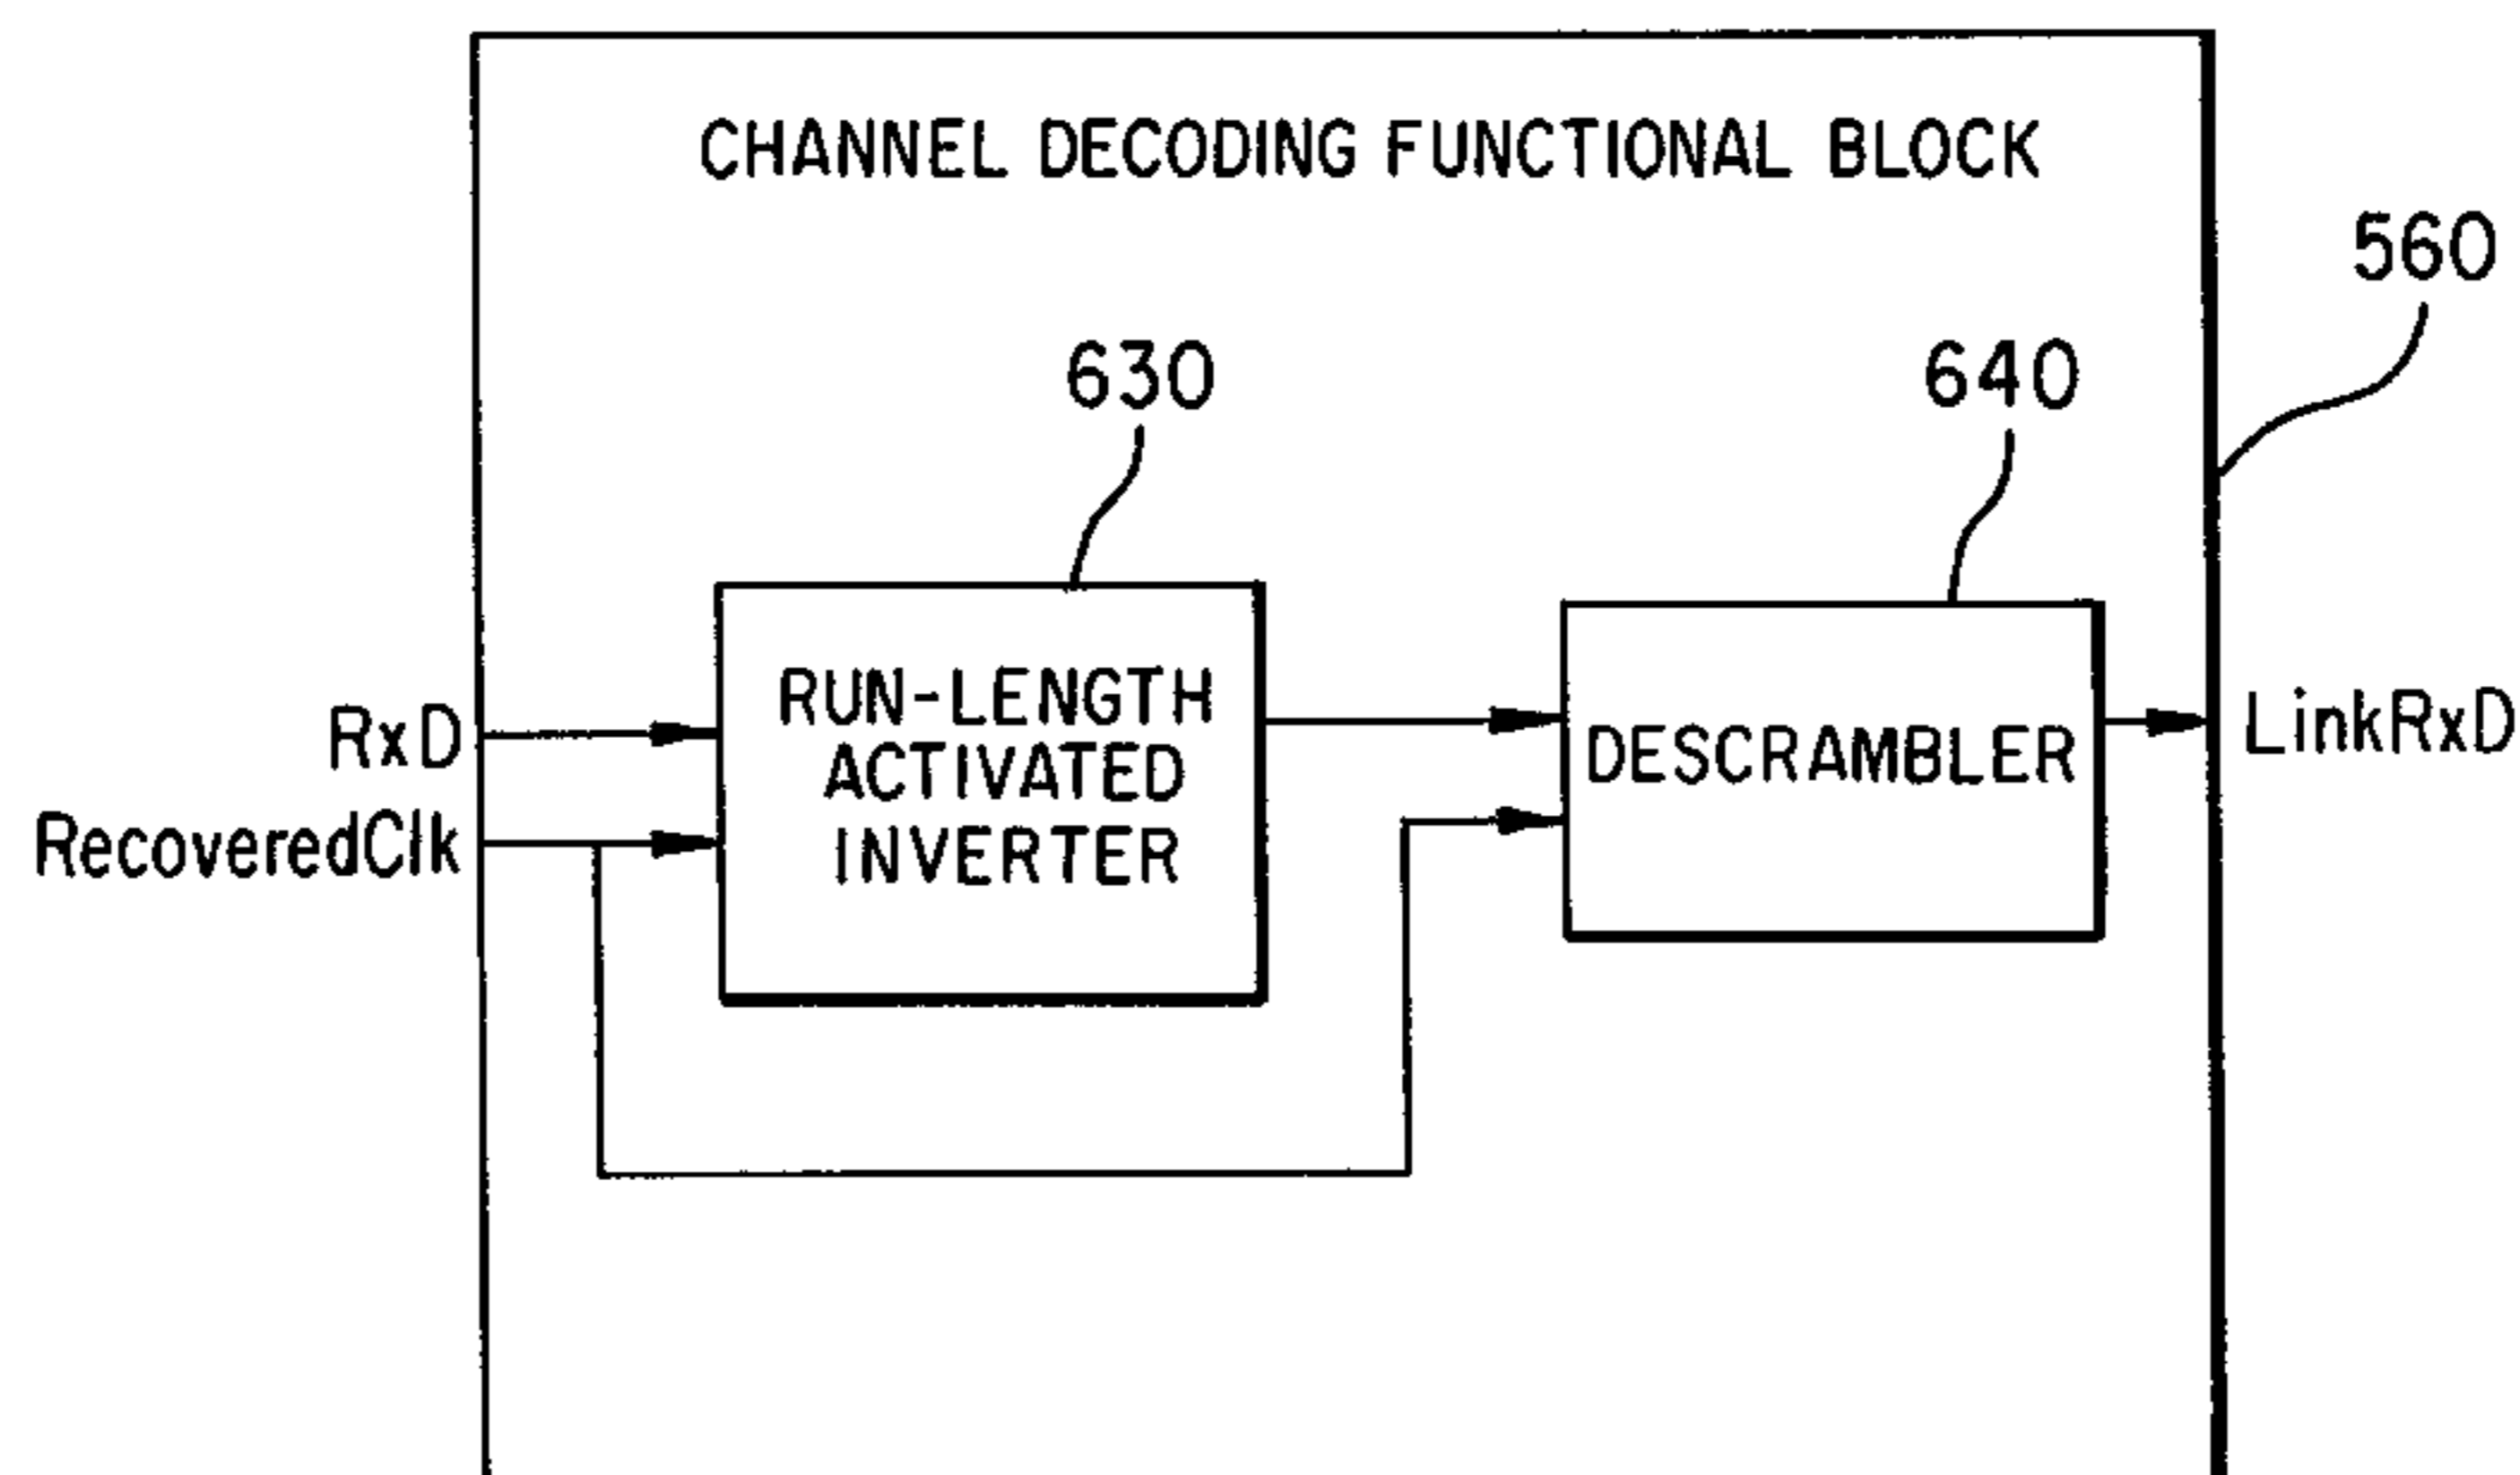 CHANNEL DECODING FUNCTIONAL BLOCK
560
630
640
RxD
RecoveredClk
RUN-LENGTH
ACTIVATED
INVERTER
DESCRAMBLER
LinkRxD